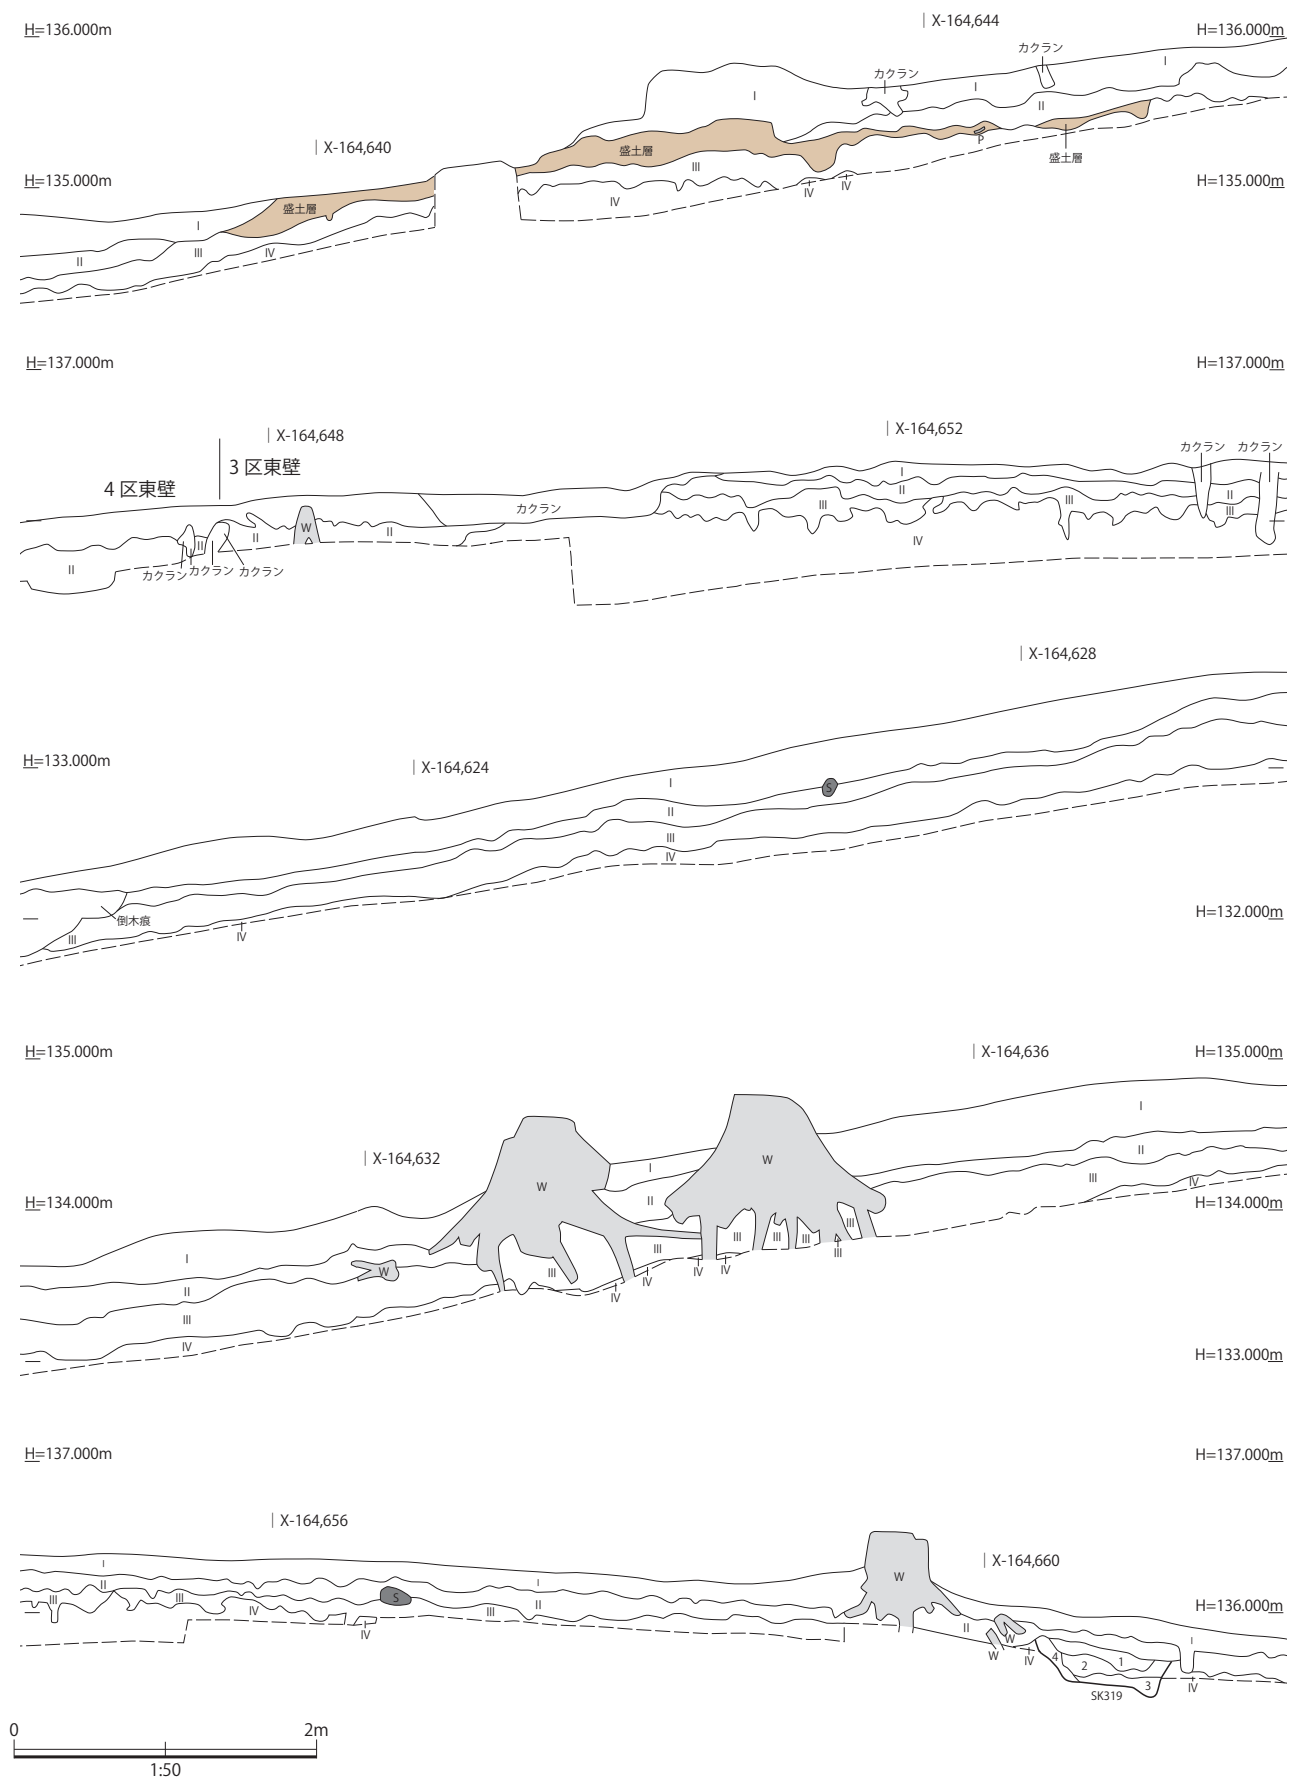 H=136.000m
X-164,644
H=136.000m
カクラン
カクラン
I
I
I
II
X-164,640
盛土層
P
盛土層
H=135.000m
III
H=135.000m
IV
IV
IV
盛土層
I
III
IV
II
H=137.000m
H=137.000m
X-164,648
X-164,652
3区東壁
4区東壁
カクラン
カクラン
I
II
II
III
III
III
カクラン
W
II
II
II
IV
II
カクラン
カクラン
カクラン
X-164,628
H=133.000m
X-164,624
I
S
II
III
IV
倒木痕
H=132.000m
III
IV
H=135.000m
X-164,636
H=135.000m
I
X-164,632
W
II
W
I
III
IV
H=134.000m
II
H=134.000m
III
III
III
III
III
III
I
W
III
IV
IV
IV
IV
II
III
IV
H=133.000m
H=137.000m
H=137.000m
X-164,656
X-164,660
I
I
W
II
III
III
S
II
H=136.000m
IV
III
IV
II
W
W
IV
4
2
1
3
I
IV
SK319
0
2m
1:50